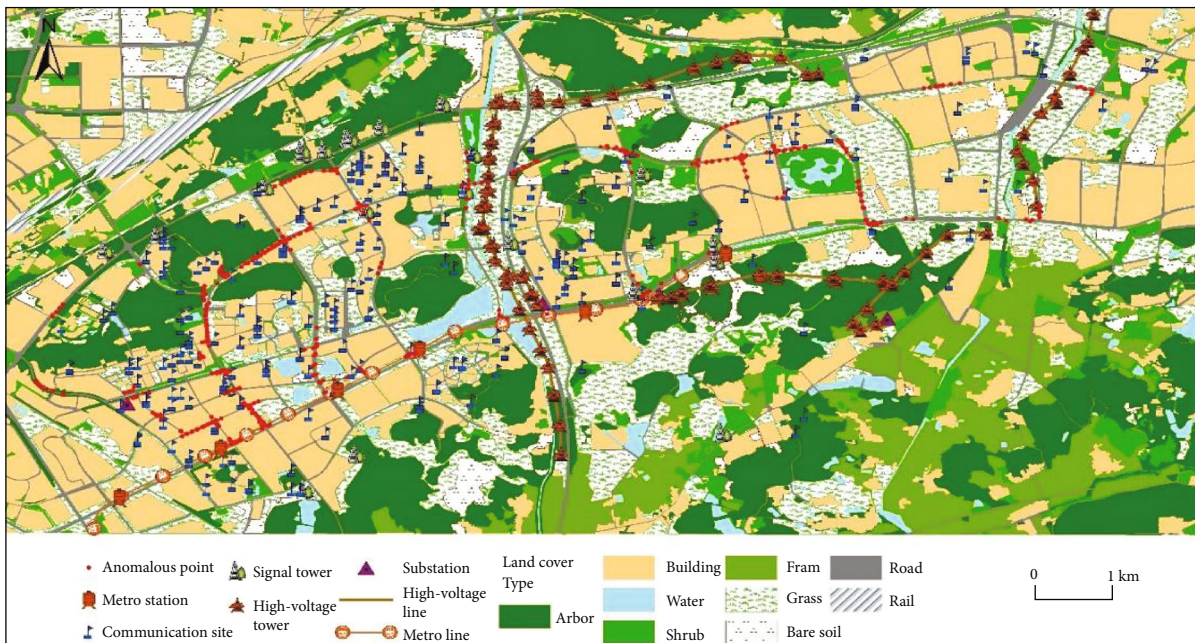 N
Anomalous point
Signal tower
Substation
Land cover
Type
Building
Fram
Road
0 1 km
Metro station
High-voltage
tower
High-voltage
line
Water
Grass
Rail
Communication site
Metro line
Arbor
Shrub
Bare soil